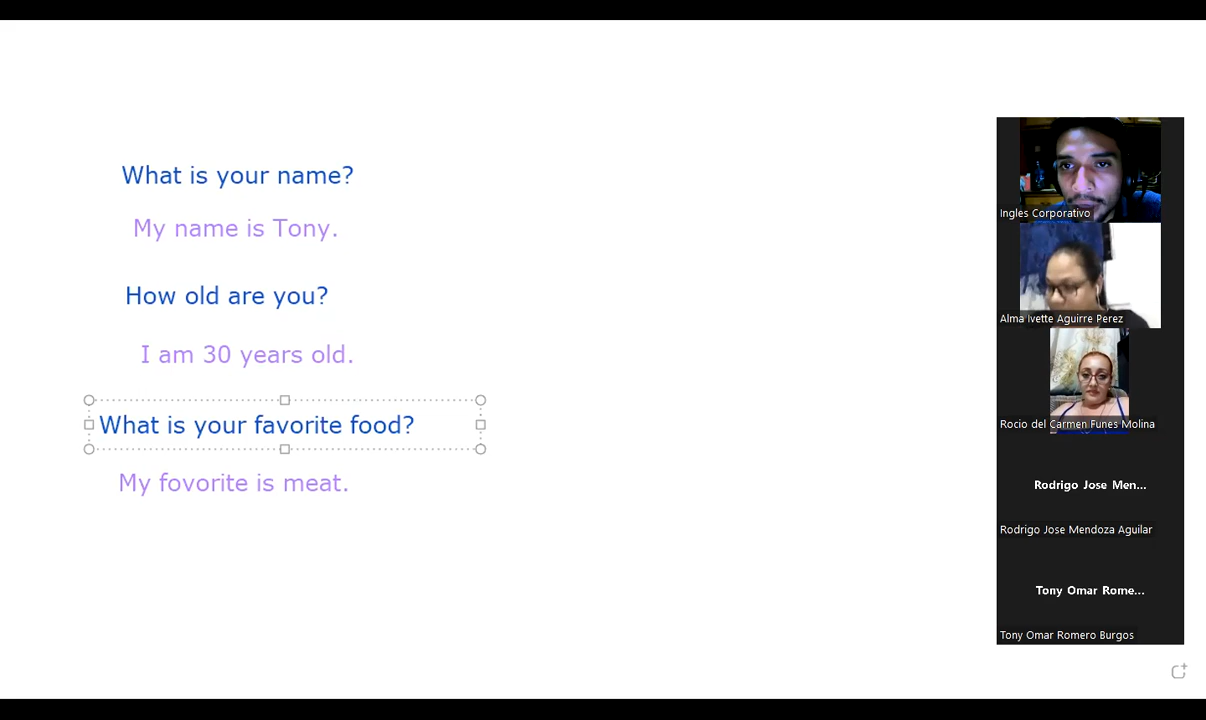 What is your name?
My name is Tony.
How old are you?
I am 30 years old.
What is your favorite food?
My fovorite is meat.
Ingles Corporativo
Alma Ivette Aguirre Perez
Rocio del Carmen Funes Molina
Rodrigo Jose Men...
Rodrigo Jose Mendoza Aguilar
Tony Omar Rome...
Tony Omar Romero Burgos